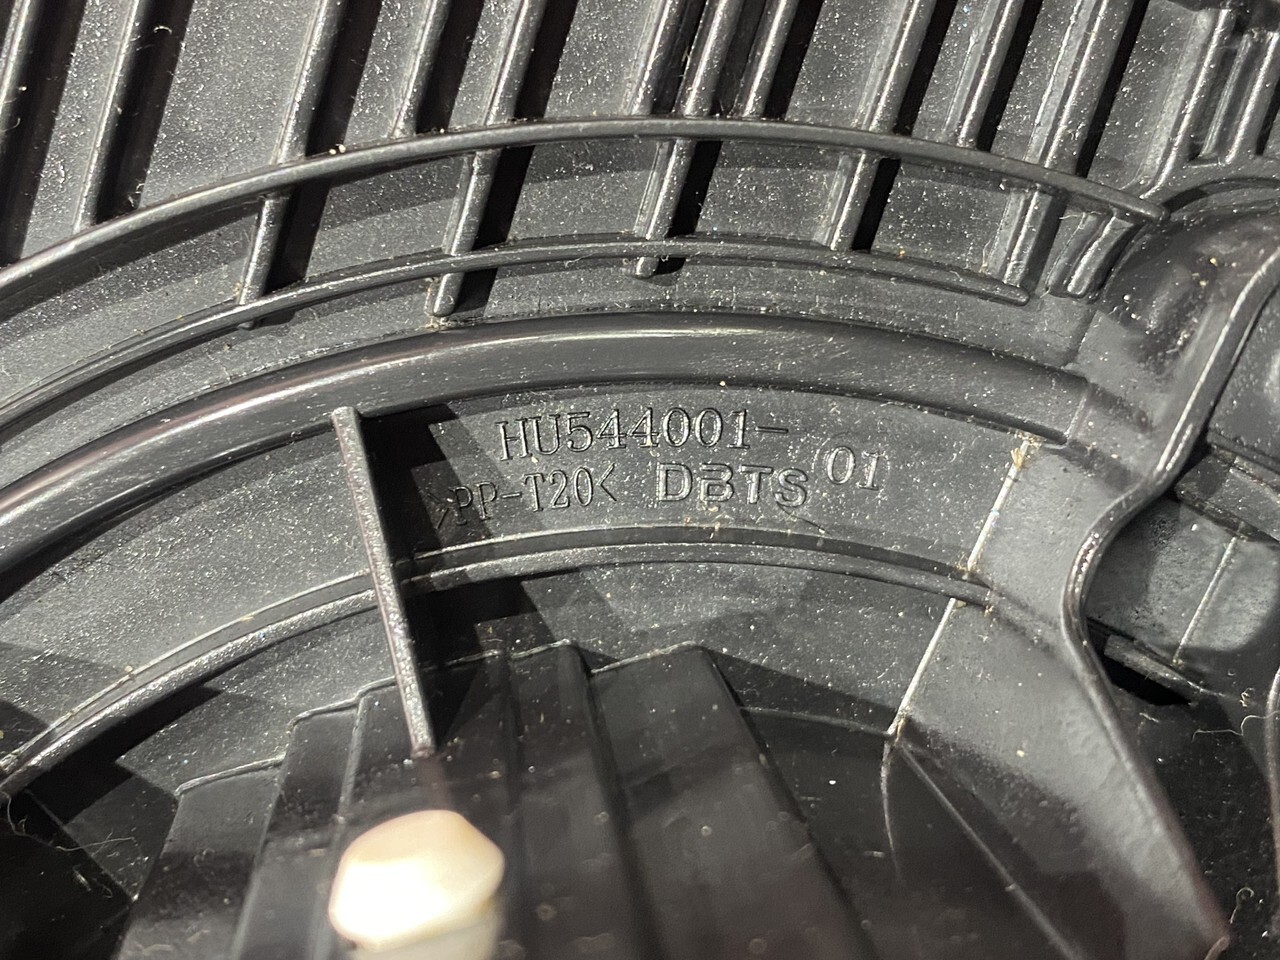 HU544001-
>PP-T20< DBTS (01)